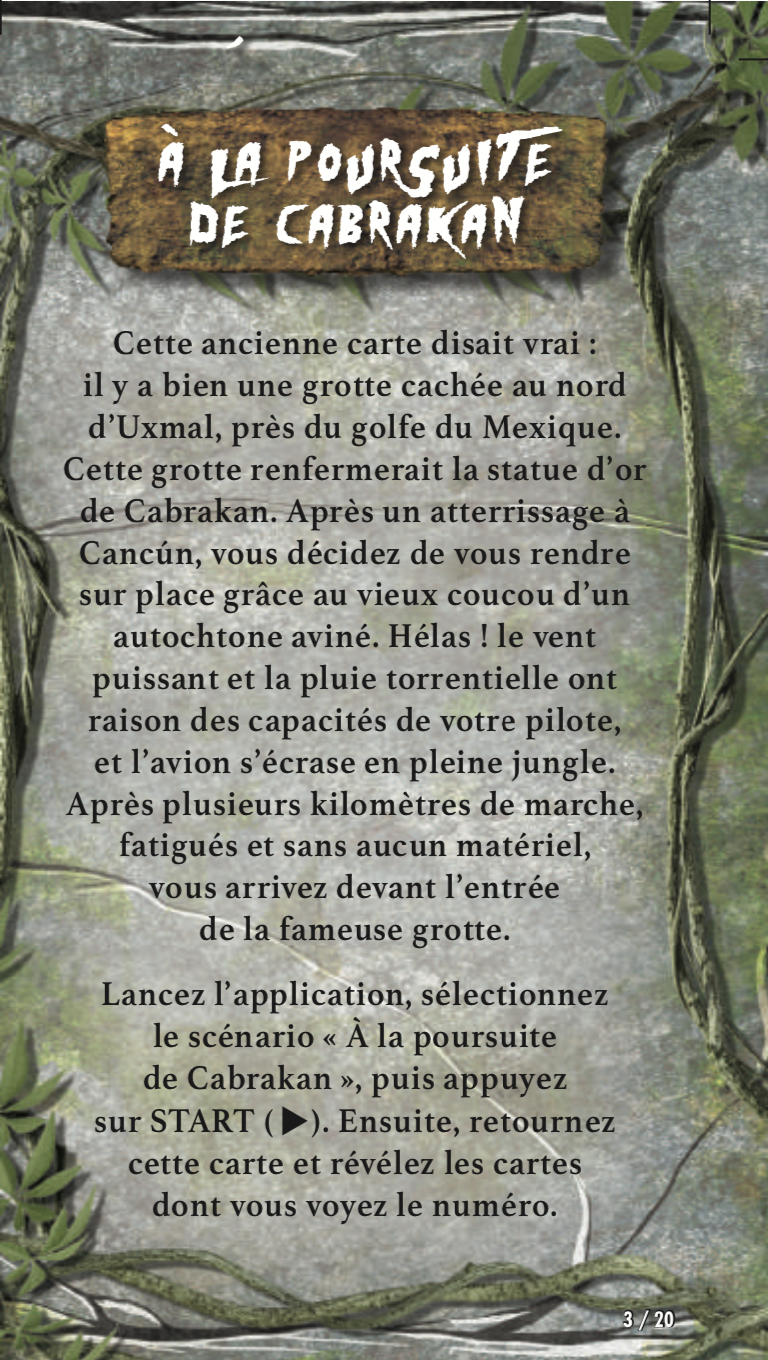 À LA POURSUITE
DE CABRAKAN
Cette ancienne carte disait vrai :
il y a bien une grotte cachée au nord
d’Uxmal, près du golfe du Mexique.
Cette grotte renfermerait la statue d’or
de Cabrakan. Après un atterrissage à
Cancún, vous décidez de vous rendre
sur place grâce au vieux coucou d’un
autochtone aviné. Hélas ! le vent
puissant et la pluie torrentielle ont
raison des capacités de votre pilote,
et l’avion s’écrase en pleine jungle.
Après plusieurs kilomètres de marche,
fatigués et sans aucun matériel,
vous arrivez devant l’entrée
de la fameuse grotte.
Lancez l’application, sélectionnez
le scénario « À la poursuite
de Cabrakan », puis appuyez
sur START (▶). Ensuite, retournez
cette carte et révélez les cartes
dont vous voyez le numéro.
3 / 20